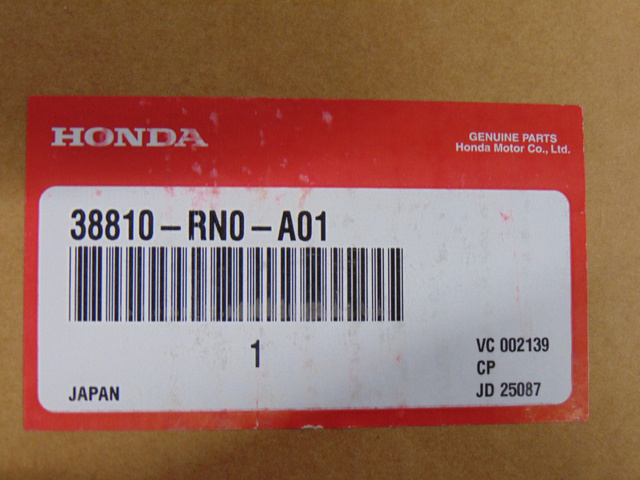 HONDA
GENUINE PARTS
Honda Motor Co., Ltd.
38810-RN0-A01
1
VC 002139
CP
JAPAN
JD 25087